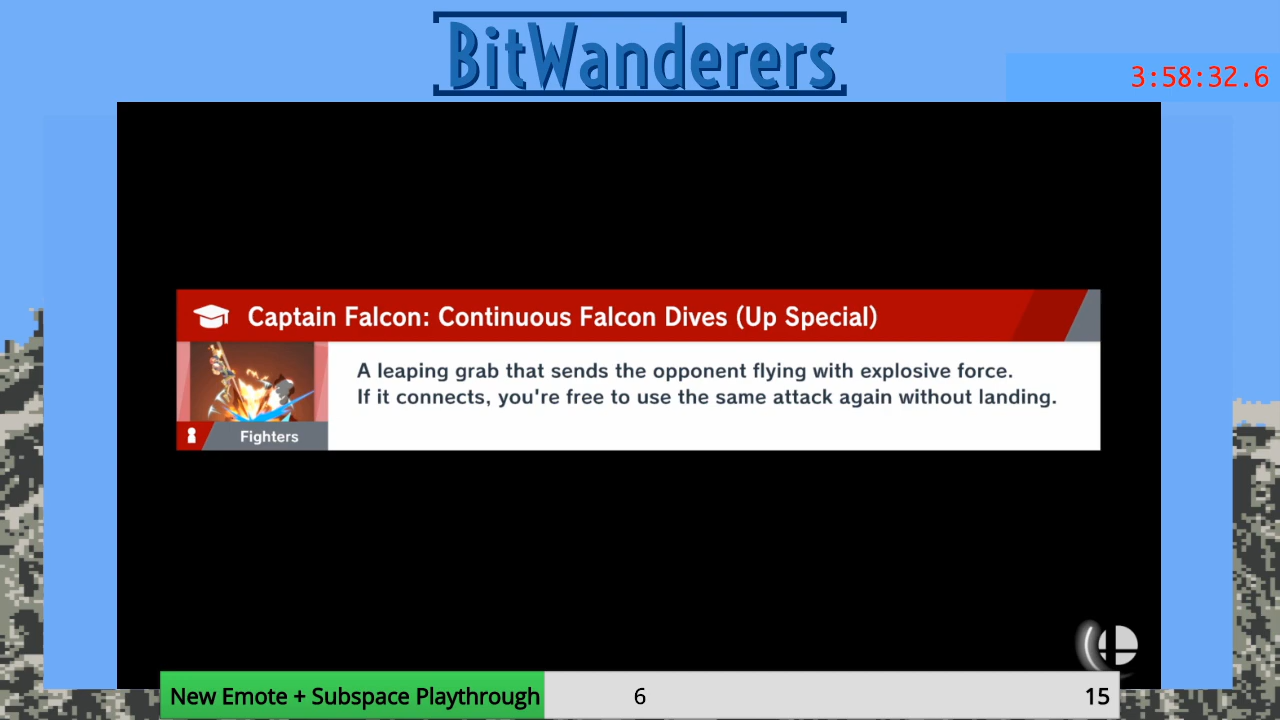 BitWanderers
3:58:32.6
Captain Falcon: Continuous Falcon Dives (Up Special)
A leaping grab that sends the opponent flying with explosive force.
If it connects, you're free to use the same attack again without landing.
Fighters
New Emote + Subspace Playthrough 6 15